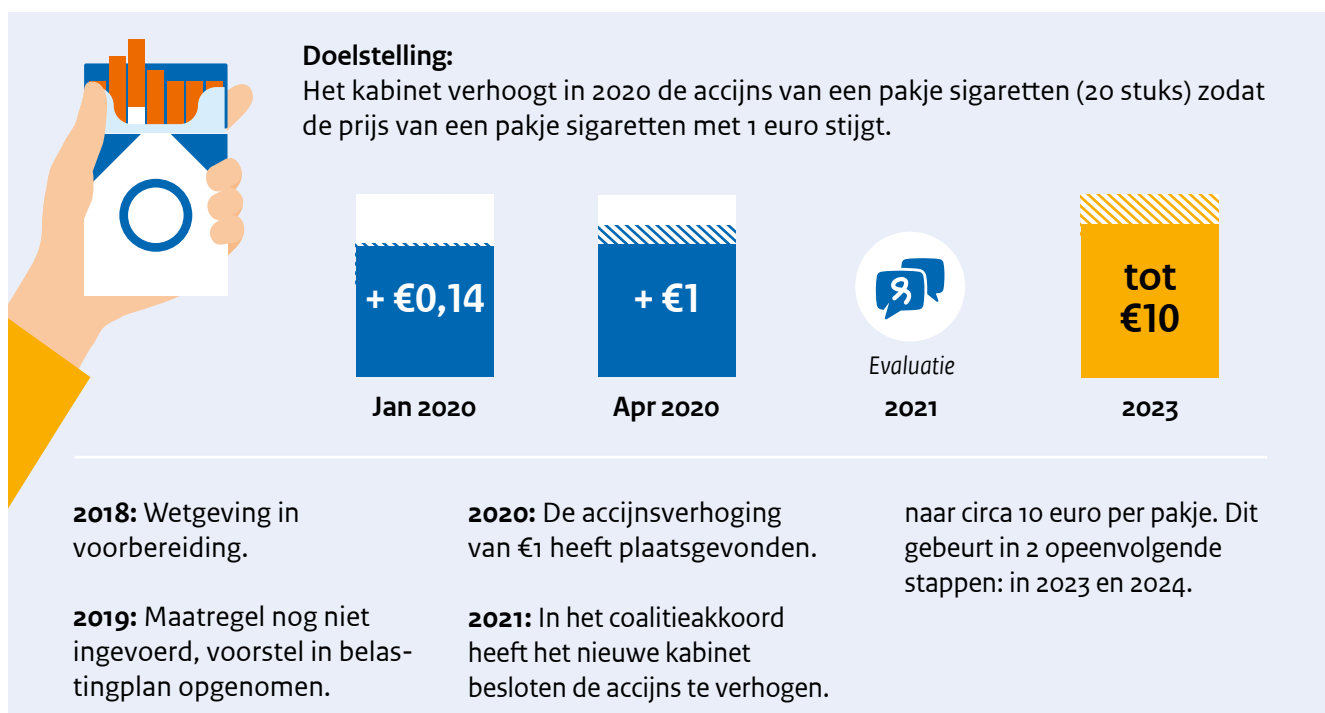 Doelstelling:
Het kabinet verhoogt in 2020 de accijns van een pakje sigaretten (20 stuks) zodat
de prijs van een pakje sigaretten met 1 euro stijgt.
+ €0,14
Jan 2020
+ €1
Apr 2020
Evaluatie
2021
tot
€10
2023
2018: Wetgeving in
voorbereiding.
2019: Maatregel nog niet
ingevoerd, voorstel in belas-
tingplan opgenomen.
2020: De accijnsverhoging
van €1 heeft plaatsgevonden.
2021: In het coalitieakkoord
heeft het nieuwe kabinet
besloten de accijns te verhogen.
naar circa 10 euro per pakje. Dit
gebeurt in 2 opeenvolgende
stappen: in 2023 en 2024.